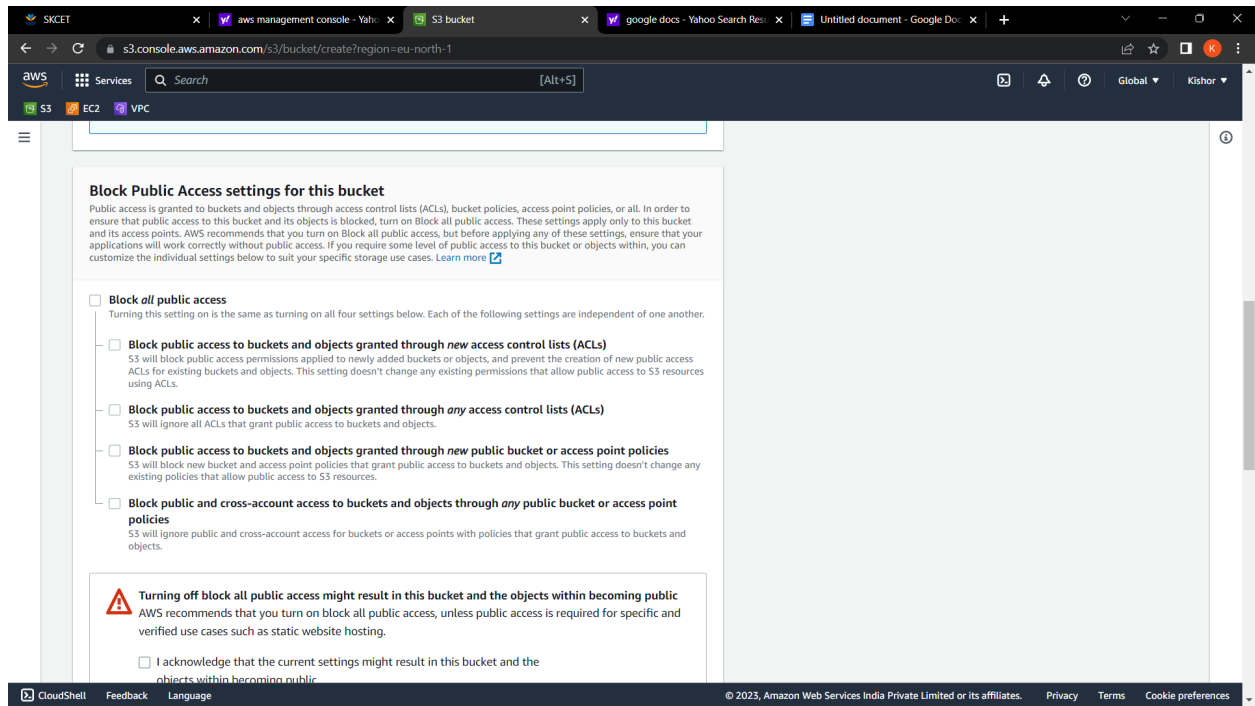 SKCET
aws management console - Yaho
S3 bucket
google docs - Yahoo Search Resu
Untitled document - Google Doc
s3.console.aws.amazon.com/s3/bucket/create?region=eu-north-1
K
aws
Services
Search
[Alt+S]
Global
Kishor
S3
EC2
VPC
Block Public Access settings for this bucket
Public access is granted to buckets and objects through access control lists (ACLs), bucket policies, access point policies, or all. In order to
ensure that public access to this bucket and its objects is blocked, turn on Block all public access. These settings apply only to this bucket
and its access points. AWS recommends that you turn on Block all public access, but before applying any of these settings, ensure that your
applications will work correctly without public access. If you require some level of public access to this bucket or objects within, you can
customize the individual settings below to suit your specific storage use cases. Learn more
Block all public access
Turning this setting on is the same as turning on all four settings below. Each of the following settings are independent of one another.
Block public access to buckets and objects granted through new access control lists (ACLs)
S3 will block public access permissions applied to newly added buckets or objects, and prevent the creation of new public access
ACLs for existing buckets and objects. This setting doesn't change any existing permissions that allow public access to S3 resources
using ACLs.
Block public access to buckets and objects granted through any access control lists (ACLs)
S3 will ignore all ACLs that grant public access to buckets and objects.
Block public access to buckets and objects granted through new public bucket or access point policies
S3 will block new bucket and access point policies that grant public access to buckets and objects. This setting doesn't change any
existing policies that allow public access to S3 resources.
Block public and cross-account access to buckets and objects through any public bucket or access point
policies
S3 will ignore public and cross-account access for buckets or access points with policies that grant public access to buckets and
objects.
Turning off block all public access might result in this bucket and the objects within becoming public
AWS recommends that you turn on block all public access, unless public access is required for specific and
verified use cases such as static website hosting.
I acknowledge that the current settings might result in this bucket and the
objects within becoming public.
CloudShell
Feedback
Language
© 2023, Amazon Web Services India Private Limited or its affiliates.
Privacy
Terms
Cookie preferences